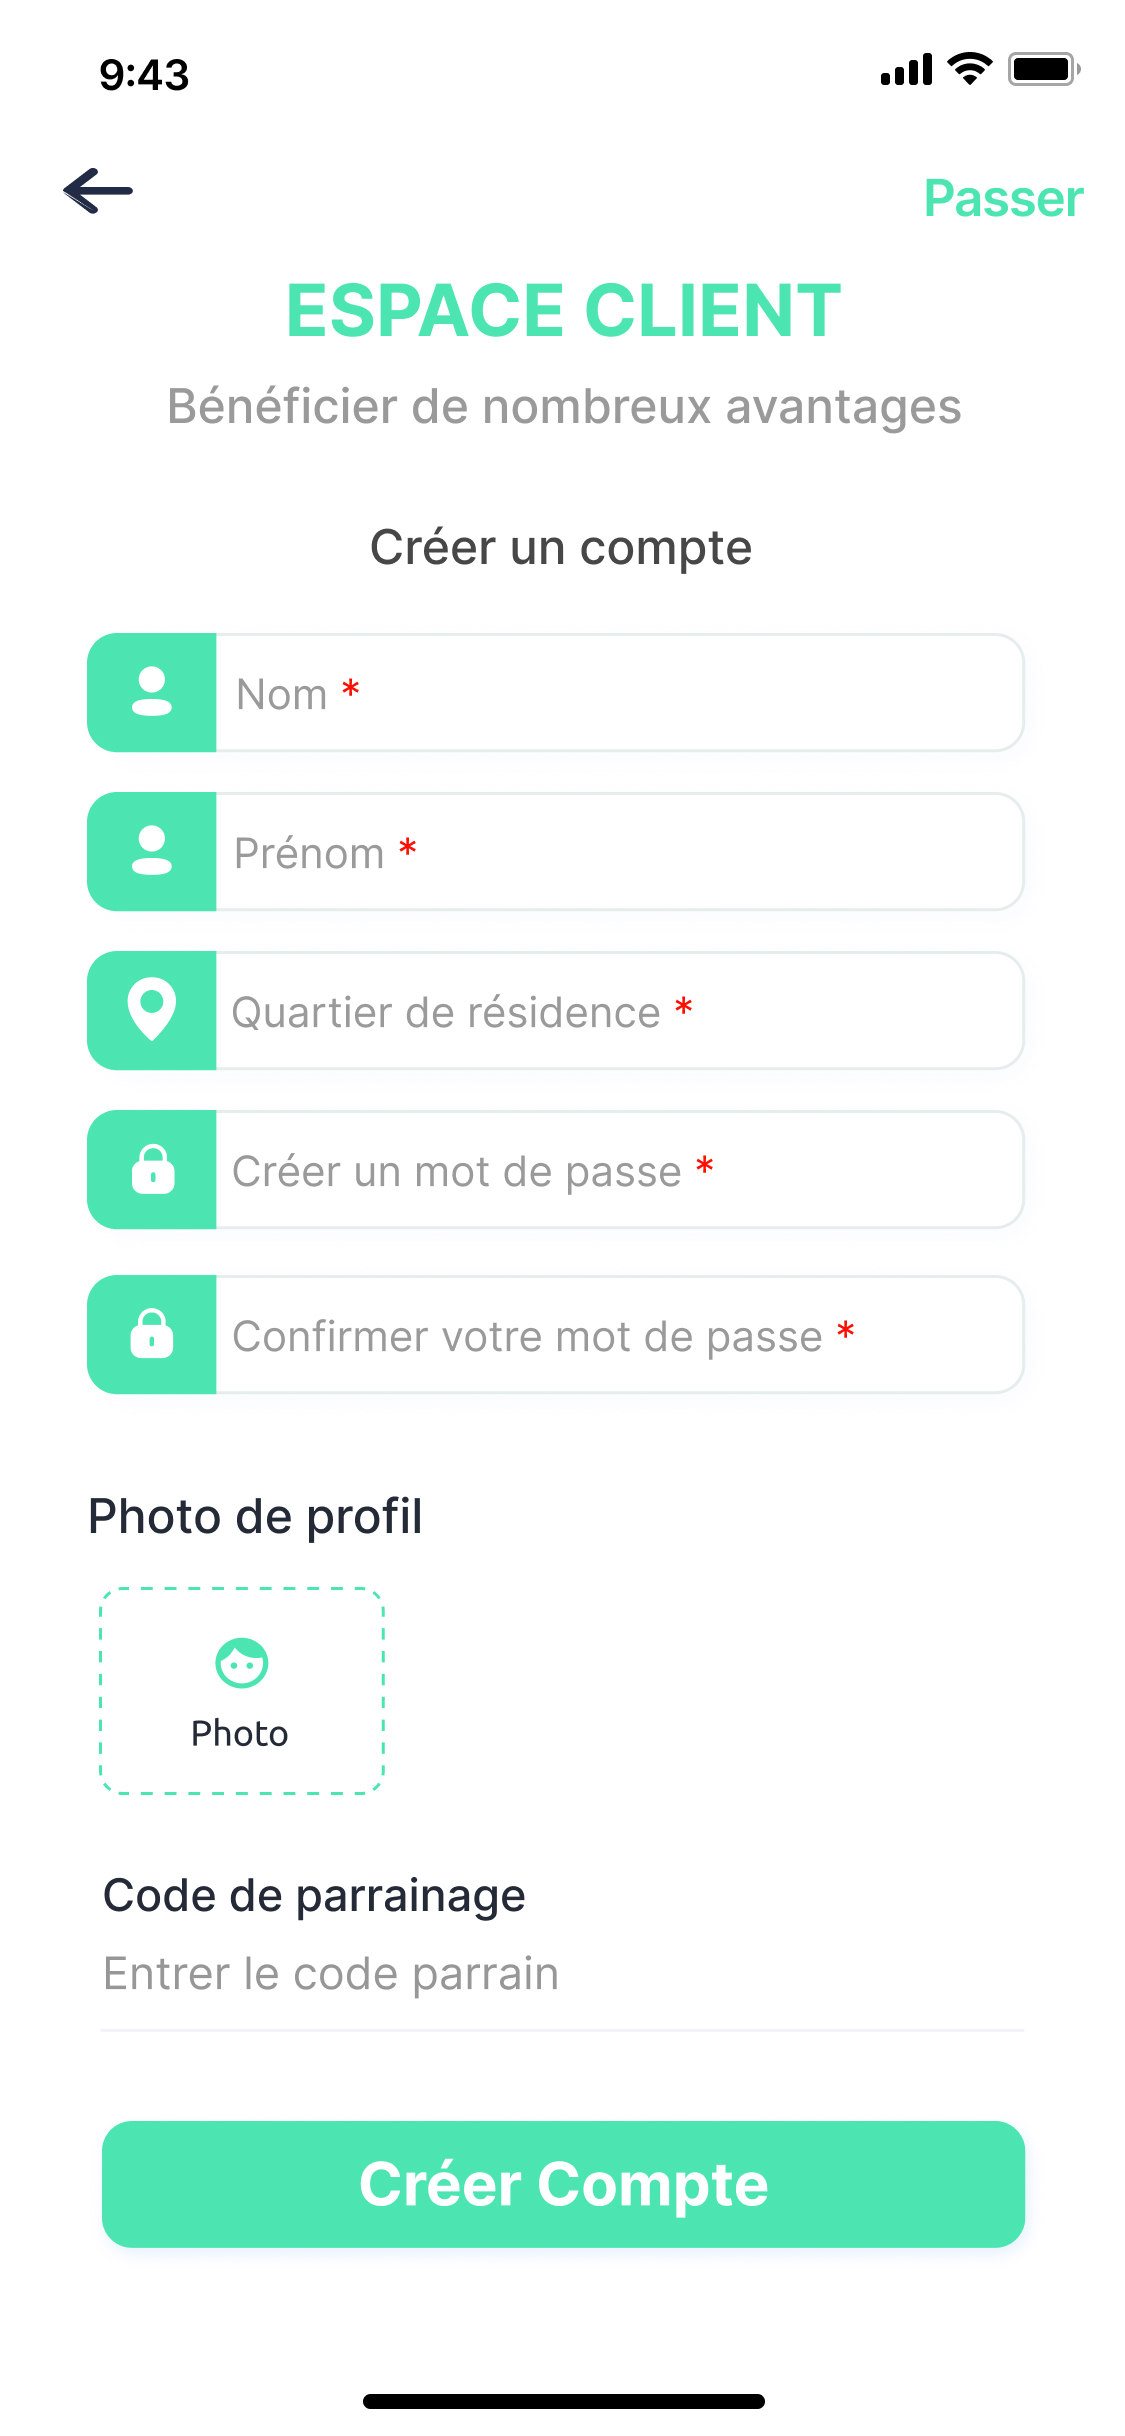 9:43
Passer
ESPACE CLIENT
Bénéficier de nombreux avantages
Créer un compte
Nom *
Prénom *
Quartier de résidence *
Créer un mot de passe *
Confirmer votre mot de passe *
Photo de profil
Photo
Code de parrainage
Entrer le code parrain
Créer Compte